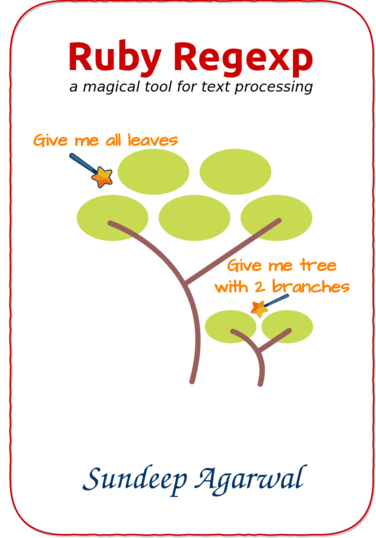 Ruby Regexp
a magical tool for text processing
Give me all leaves
Give me tree
with 2 branches
Sundeep Agarwal